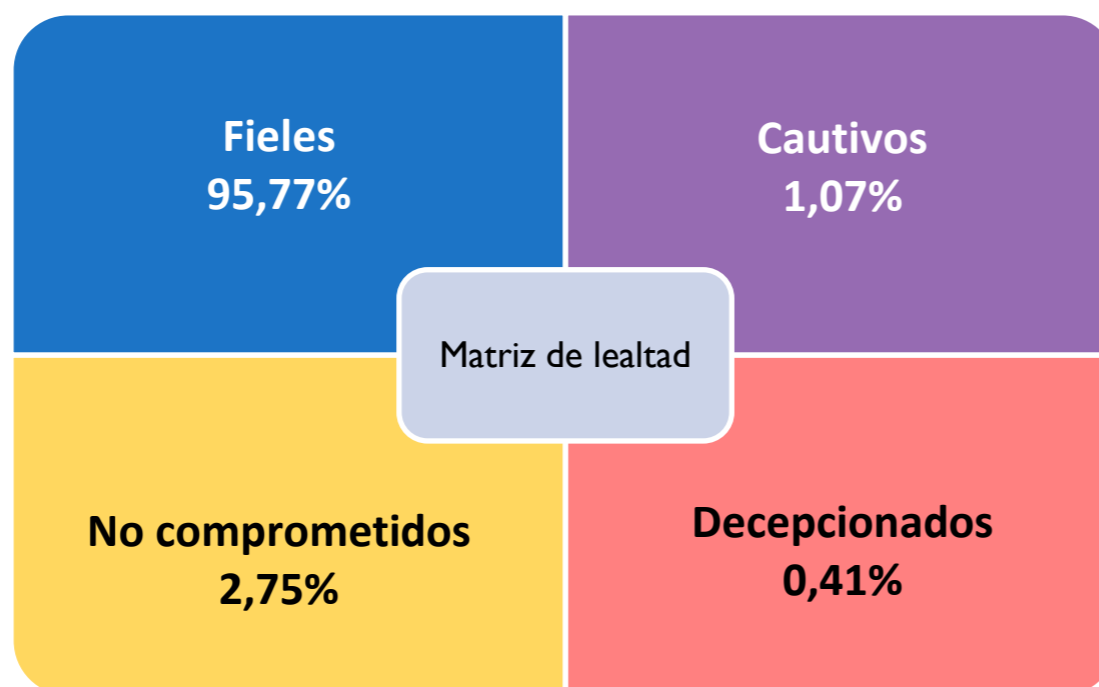 Fieles
95,77%
Cautivos
1,07%
Matriz de lealtad
No comprometidos
2,75%
Decepcionados
0,41%